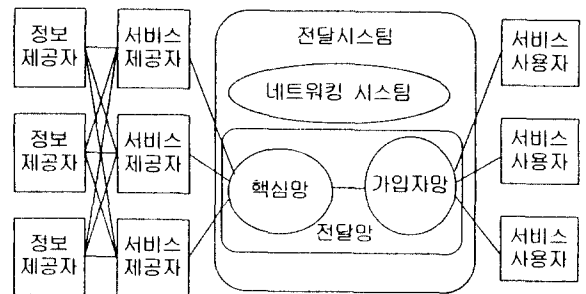 정보
제공자
서비스
제공자
정보
제공자
서비스
제공자
정보
제공자
서비스
제공자
전달시스팀
네트워킹 시스팀
핵심망
가입자망
전달망
서비스
사용자
서비스
사용자
서비스
사용자